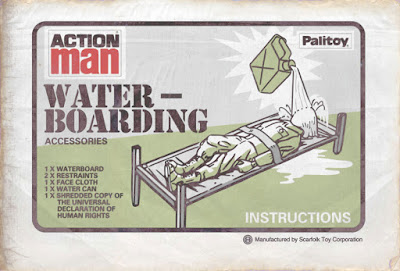 ACTION
man
Palitoy
WATER–
BOARDING
ACCESSORIES
1 X WATERBOARD
2 X RESTRAINTS
1 X FACE CLOTH
1 X WATER CAN
1 X SHREDDED COPY OF
THE UNIVERSAL
DECLARATION OF
HUMAN RIGHTS
INSTRUCTIONS
Manufactured by Scarfolk Toy Corporation